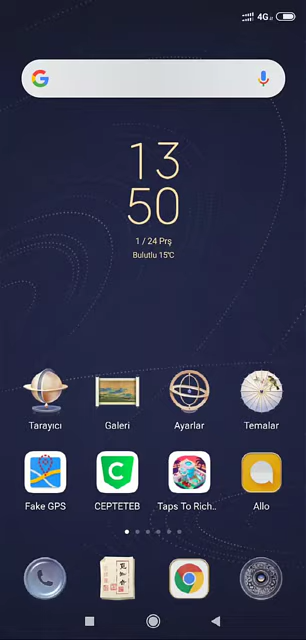 4G
G
13
50
1 / 24 Prş
Bulutlu 15℃
Tarayıcı
Galeri
Ayarlar
Temalar
Fake GPS
CEPTETEB
Taps To Rich..
Allo